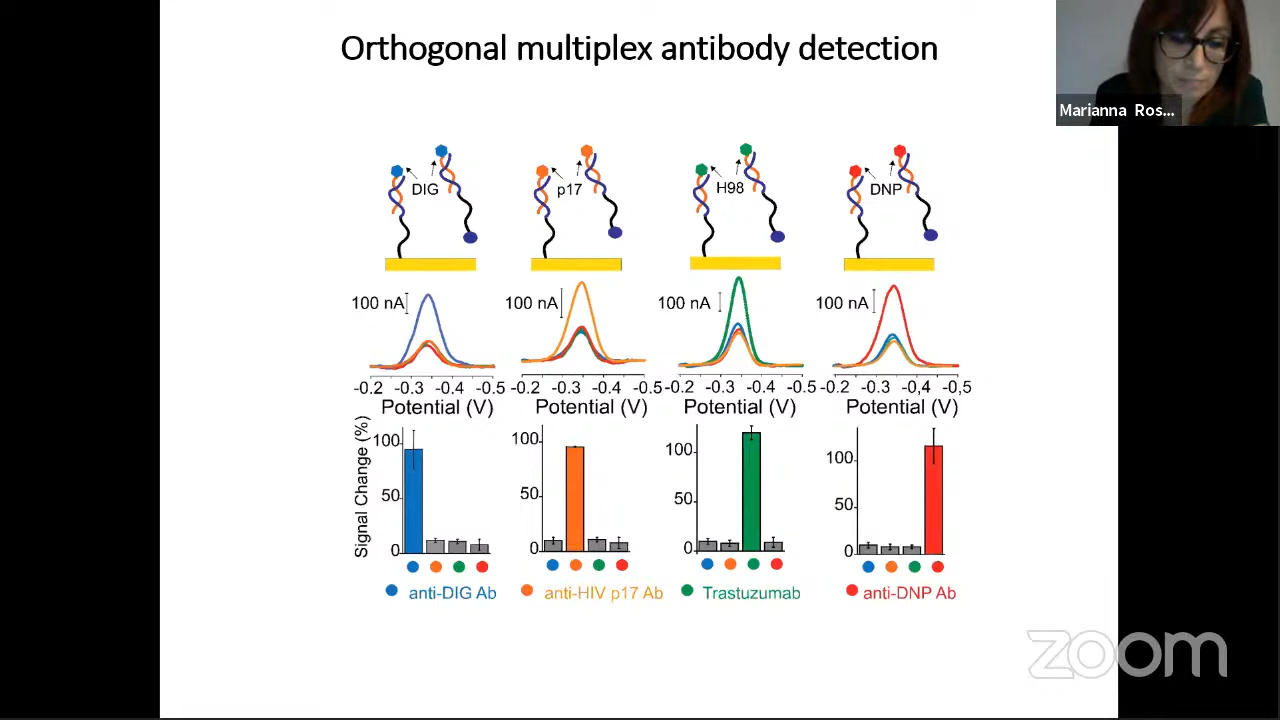 Orthogonal multiplex antibody detection
Marianna Ros...
DIG
p17
H98
DNP
100 nA
100 nA
100 nA
100 nA
-0.2 -0.3 -0.4 -0.5
-0.2 -0.3 -0.4 -0.5
-0.2 -0.3 -0.4 -0.5
-0.2 -0.3 -0.4 -0,5
Potential (V)
Potential (V)
Potential (V)
Potential (V)
Signal Change (%)
100
50
0
100
50
0
100
50
0
100
50
0
anti-DIG Ab
anti-HIV p17 Ab
Trastuzumab
anti-DNP Ab
zoom